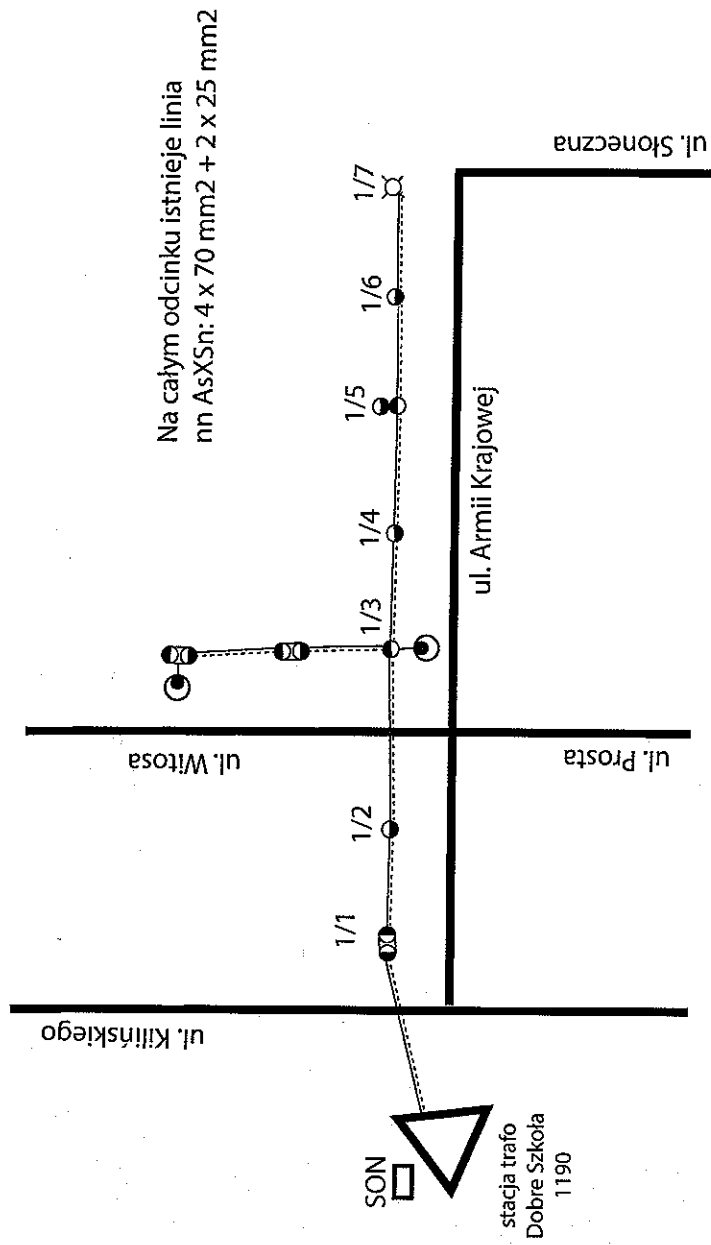 Na całym odcinku istnieje linia
nn AsXSn: 4 x 70 mm2 + 2 x 25 mm2
ul. Kilińskiego
ul. Witosa
ul. Słoneczna
1/1
1/2
1/3
1/4
1/5
1/6
1/7
ul. Armii Krajowej
ul. Prosta
SON
stacja trafo
Dobre Szkoła
1190